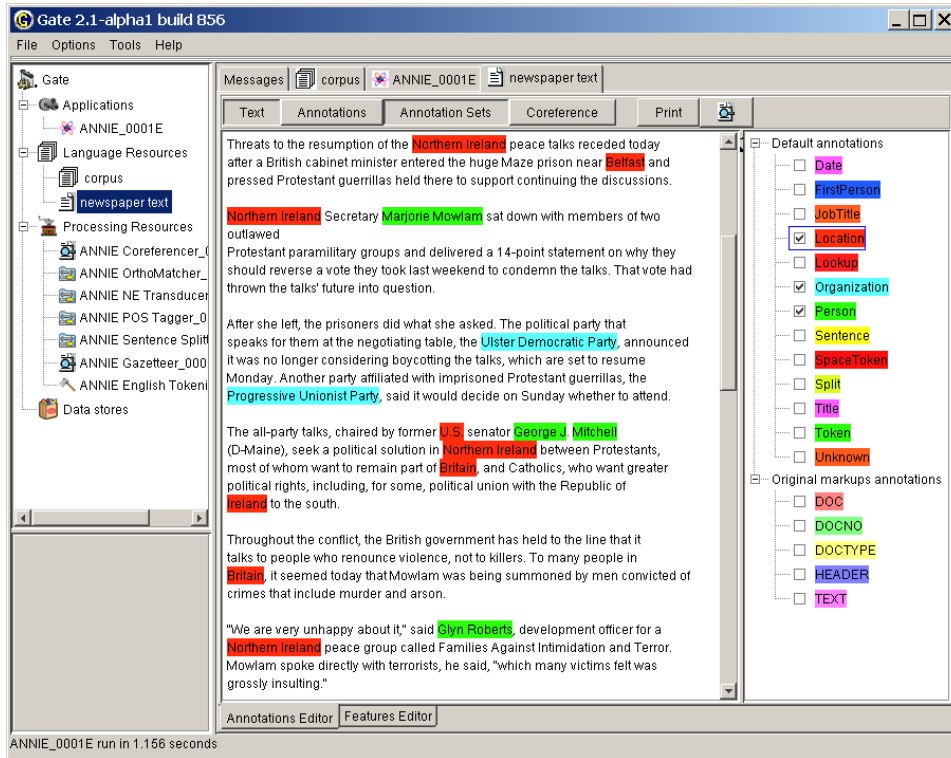 Gate 2.1-alpha1 build 856
File Options Tools Help
Gate
Applications
ANNIE_0001E
Language Resources
corpus
newspaper text
Processing Resources
ANNIE Coreferencer_0
ANNIE OrthoMatcher_
ANNIE NE Transducer
ANNIE POS Tagger_0
ANNIE Sentence Splitt
ANNIE Gazetteer_000
ANNIE English Tokeni
Data stores
Messages corpus ANNIE_0001E newspaper text
Text Annotations Annotation Sets Coreference Print
Threats to the resumption of the Northern Ireland peace talks receded today
after a British cabinet minister entered the huge Maze prison near Belfast and
pressed Protestant guerrillas held there to support continuing the discussions.
Northern Ireland Secretary Marjorie Mowlam sat down with members of two
outlawed
Protestant paramilitary groups and delivered a 14-point statement on why they
should reverse a vote they took last weekend to condemn the talks. That vote had
thrown the talks' future into question.
After she left, the prisoners did what she asked. The political party that
speaks for them at the negotiating table, the Ulster Democratic Party, announced
it was no longer considering boycotting the talks, which are set to resume
Monday. Another party affiliated with imprisoned Protestant guerrillas, the
Progressive Unionist Party, said it would decide on Sunday whether to attend.
The all-party talks, chaired by former U.S. senator George J. Mitchell
(D-Maine), seek a political solution in Northern Ireland between Protestants,
most of whom want to remain part of Britain, and Catholics, who want greater
political rights, including, for some, political union with the Republic of
Ireland to the south.
Throughout the conflict, the British government has held to the line that it
talks to people who renounce violence, not to killers. To many people in
Britain, it seemed today that Mowlam was being summoned by men convicted of
crimes that include murder and arson.
"We are very unhappy about it," said Glyn Roberts, development officer for a
Northern Ireland peace group called Families Against Intimidation and Terror.
Mowlam spoke directly with terrorists, he said, "which many victims felt was
grossly insulting."
Default annotations
Date
FirstPerson
JobTitle
Location
Lookup
Organization
Person
Sentence
SpaceToken
Split
Title
Token
Unknown
Original markups annotations
DOC
DOCNO
DOCTYPE
HEADER
TEXT
Annotations Editor Features Editor
ANNIE_0001E run in 1.156 seconds